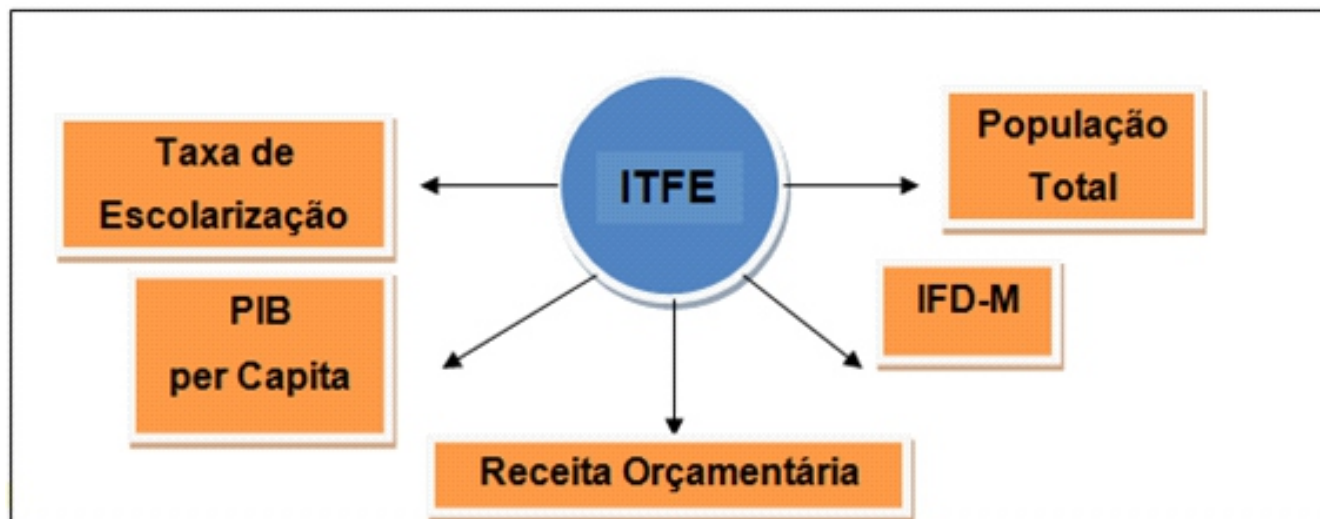 Taxa de
Escolarização
ITFE
População
Total
PIB
per Capita
IFD-M
Receita Orçamentária